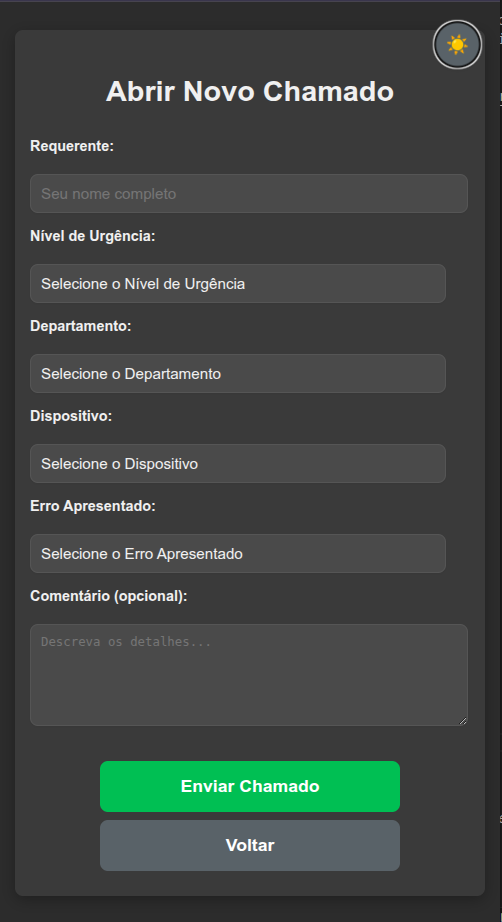 Abrir Novo Chamado
Requerente:
Seu nome completo
Nível de Urgência:
Selecione o Nível de Urgência
Departamento:
Selecione o Departamento
Dispositivo:
Selecione o Dispositivo
Erro Apresentado:
Selecione o Erro Apresentado
Comentário (opcional):
Descreva os detalhes...
Enviar Chamado
Voltar